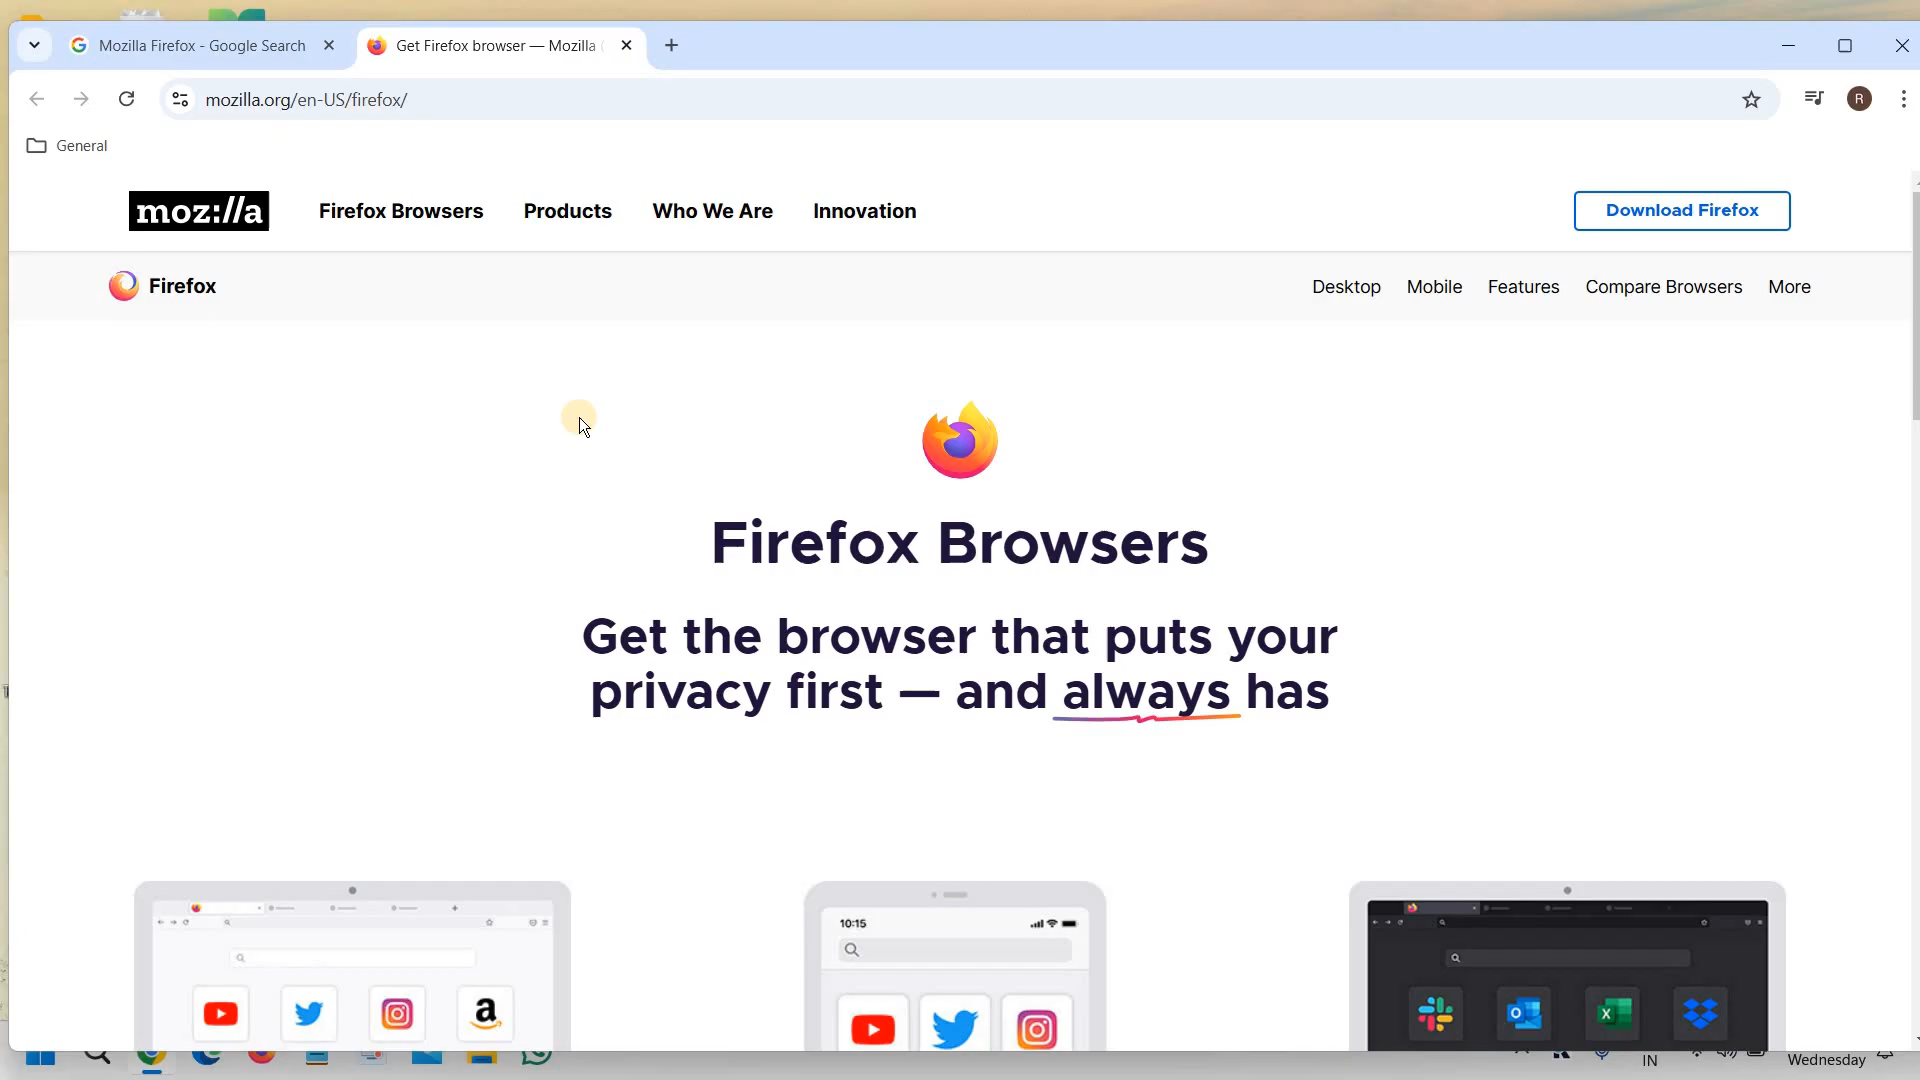 Mozilla Firefox - Google Search
Get Firefox browser — Mozilla (
mozilla.org/en-US/firefox/
R
General
moz://a
Firefox Browsers
Products
Who We Are
Innovation
Download Firefox
Firefox
Desktop
Mobile
Features
Compare Browsers
More
Firefox Browsers
Get the browser that puts your
privacy first — and always has
10:15
IN
Wednesday